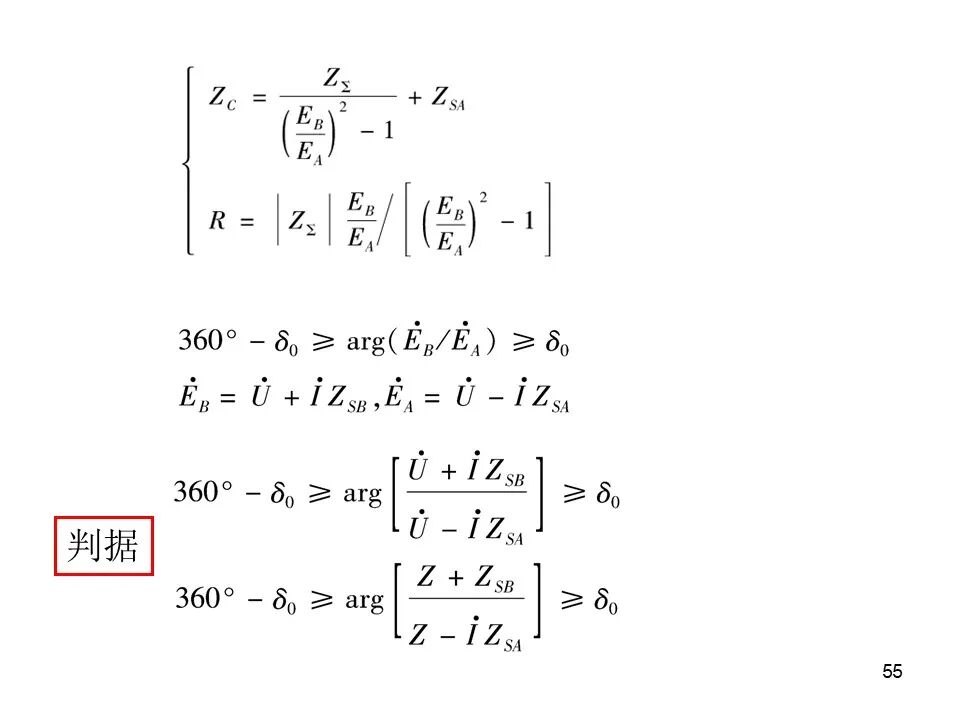 Z_C = Z_Σ / ((E_B/E_A)^2 − 1) + Z_SA
R = |Z_Σ| E_B/E_A / [(E_B/E_A)^2 − 1]
360° − δ_0 ⩾ arg(Ė_B/Ė_A) ⩾ δ_0
Ė_B = U̇ + İ Z_SB , Ė_A = U̇ − İ Z_SA
360° − δ_0 ⩾ arg[(U̇ + İ Z_SB) / (U̇ − İ Z_SA)] ⩾ δ_0
判据
360° − δ_0 ⩾ arg[(Z + Z_SB) / (Z − İ Z_SA)] ⩾ δ_0
55